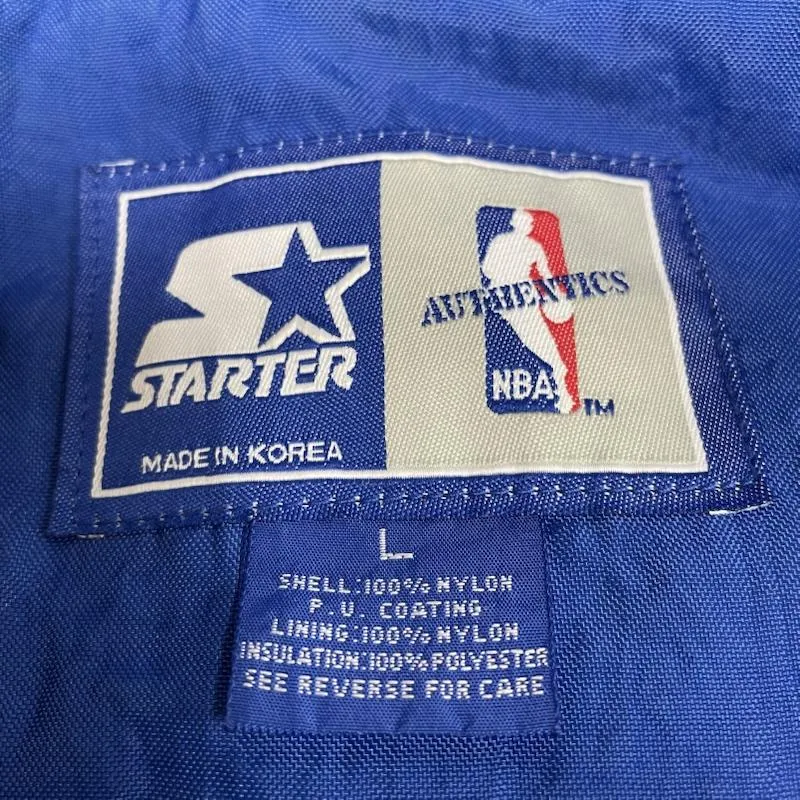 STARTER
MADE IN KOREA
AUTHENTICS
NBA
TM
L
SHELL:100% NYLON
P.U. COATING
LINING:100% NYLON
INSULATION:100% POLYESTER
SEE REVERSE FOR CARE